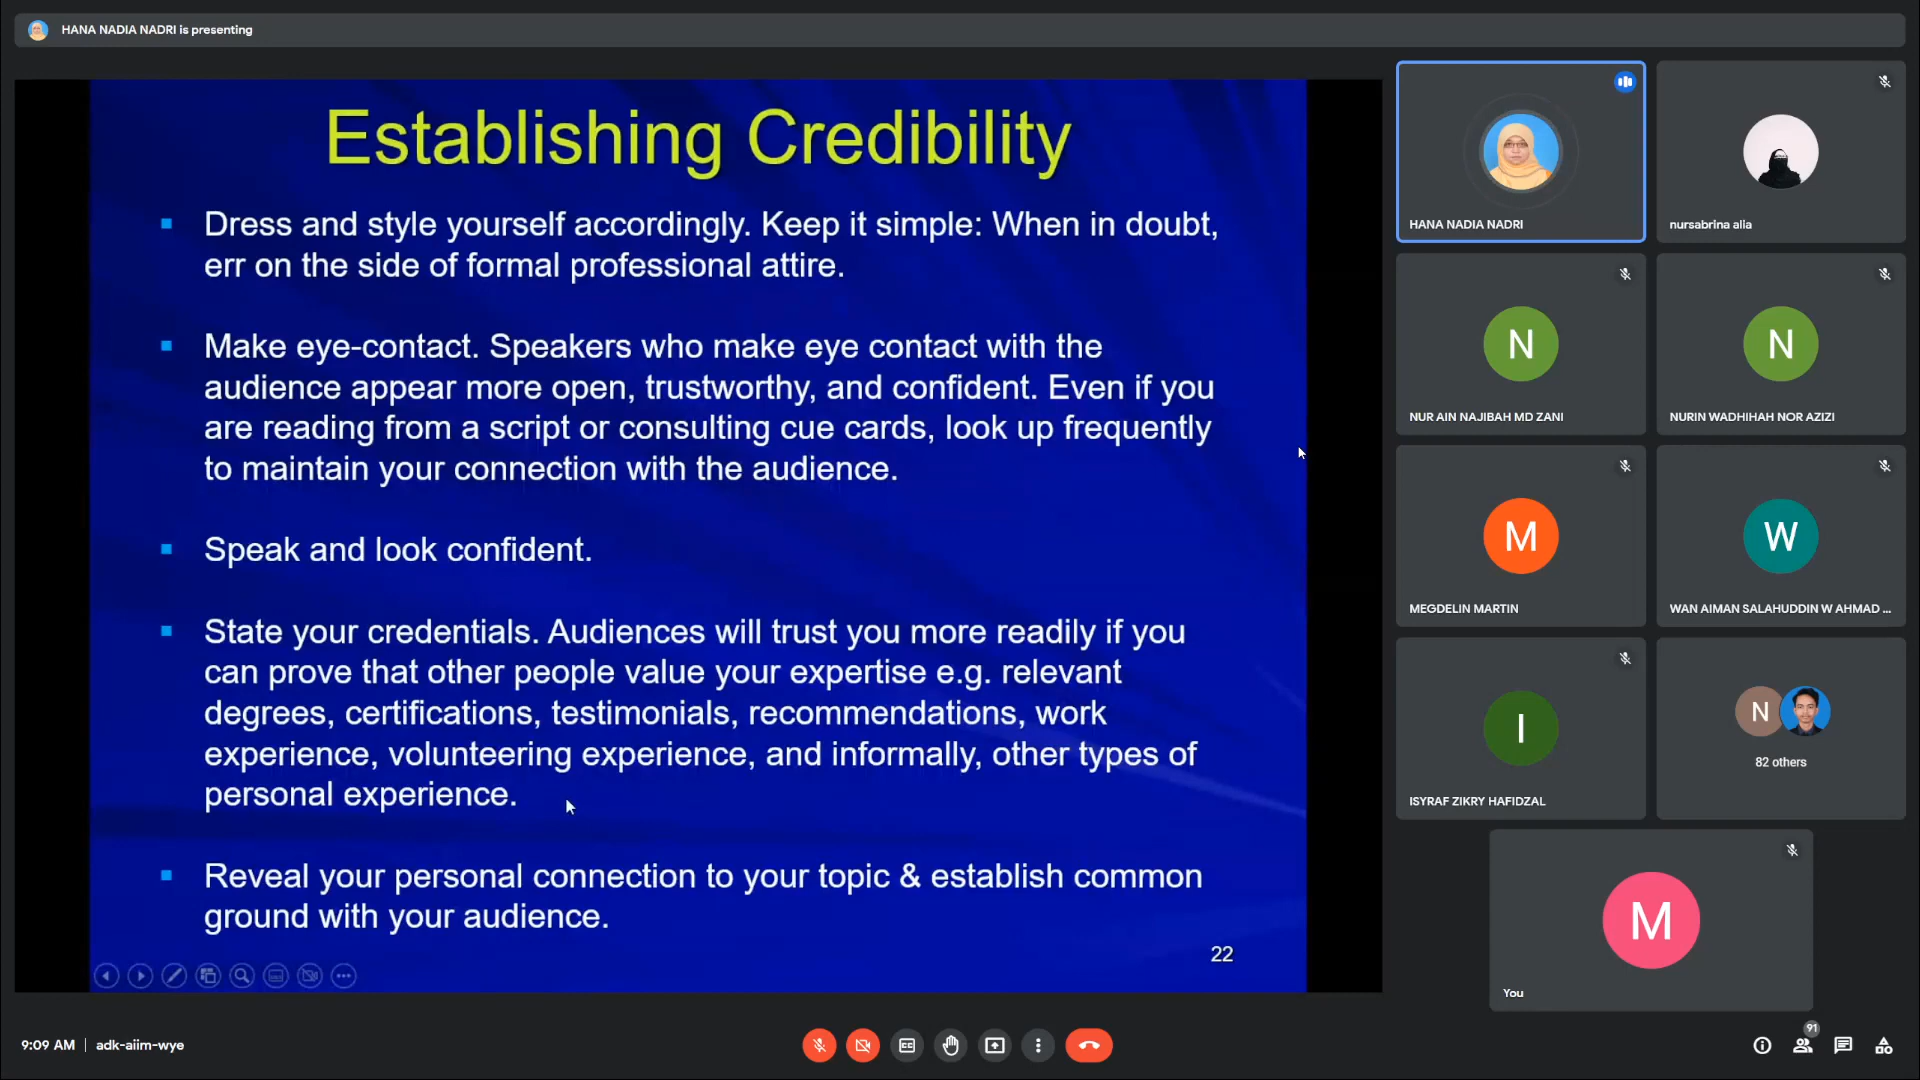 HANA NADIA NADRI is presenting
Establishing Credibility
Dress and style yourself accordingly. Keep it simple: When in doubt,
err on the side of formal professional attire.
Make eye-contact. Speakers who make eye contact with the
audience appear more open, trustworthy, and confident. Even if you
are reading from a script or consulting cue cards, look up frequently
to maintain your connection with the audience.
Speak and look confident.
State your credentials. Audiences will trust you more readily if you
can prove that other people value your expertise e.g. relevant
degrees, certifications, testimonials, recommendations, work
experience, volunteering experience, and informally, other types of
personal experience.
Reveal your personal connection to your topic & establish common
ground with your audience.
22
HANA NADIA NADRI
nursabrina alia
N
NUR AIN NAJIBAH MD ZANI
N
NURIN WADHIHAH NOR AZIZI
M
MEGDELIN MARTIN
W
WAN AIMAN SALAHUDDIN W AHMAD ...
I
ISYRAF ZIKRY HAFIDZAL
N
82 others
M
You
9:09 AM | adk-aiim-wye
91